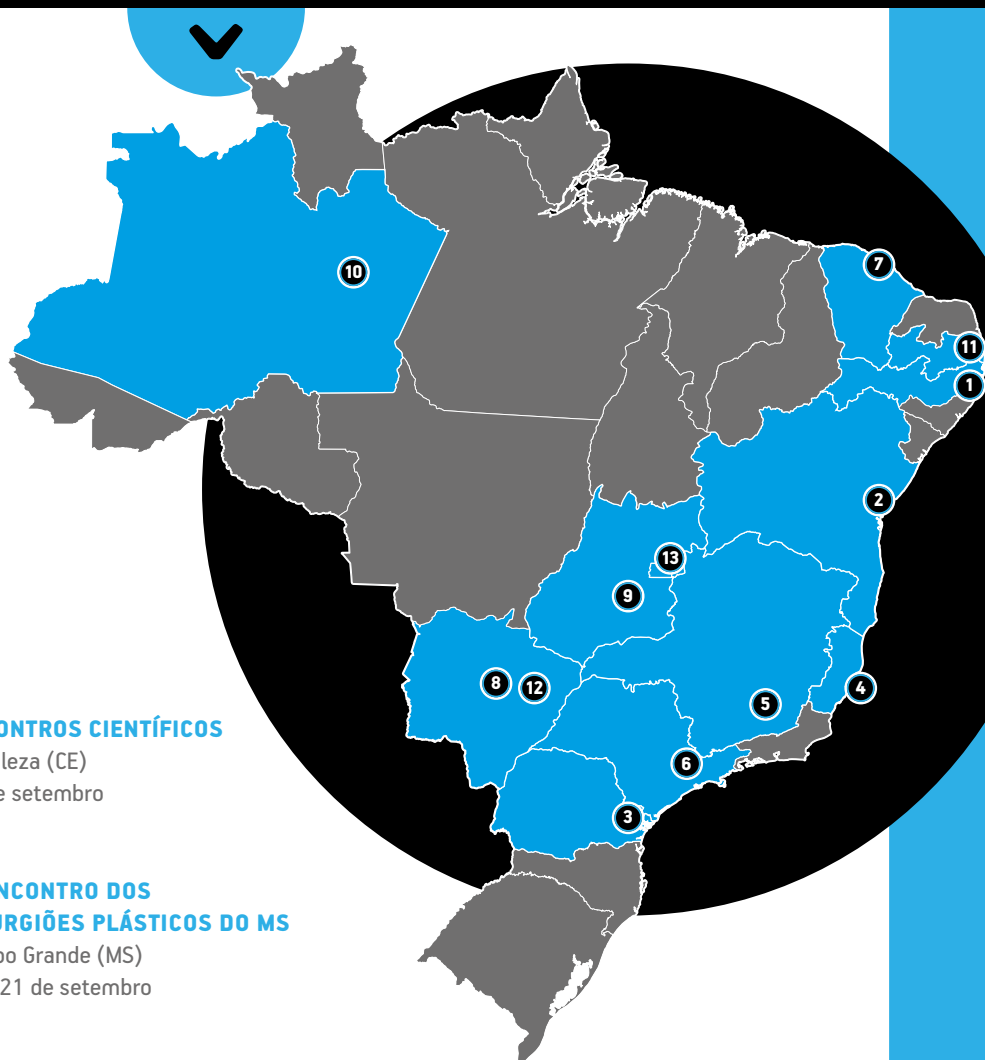 7
10
11
1
2
13
9
8
12
4
5
6
3
ONTROS CIENTÍFICOS
leza (CE)
e setembro
NCONTRO DOS
URGIÕES PLÁSTICOS DO MS
po Grande (MS)
21 de setembro